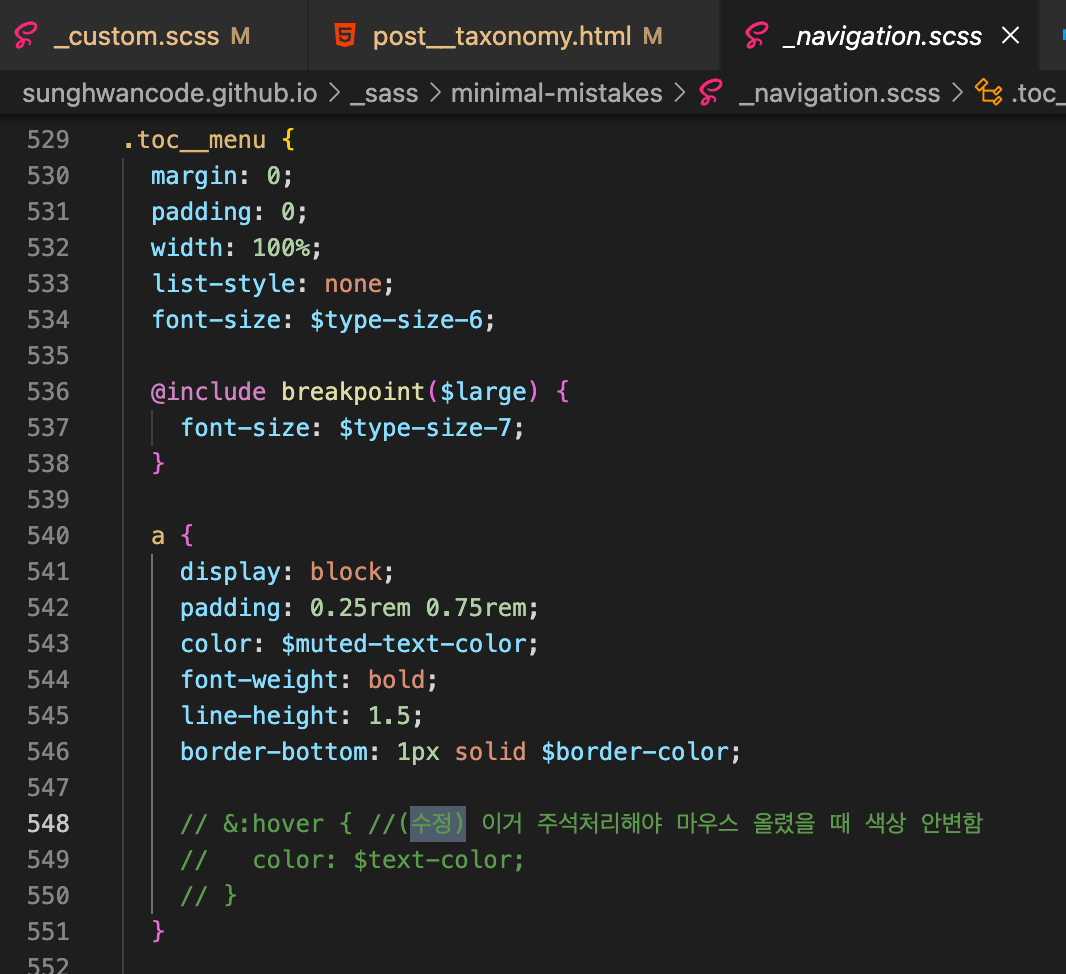 _custom.scss M
post__taxonomy.html M
_navigation.scss
sunghwancode.github.io > _sass > minimal-mistakes > _navigation.scss > .toc_
529 .toc__menu {
530 margin: 0;
531 padding: 0;
532 width: 100%;
533 list-style: none;
534 font-size: $type-size-6;
535
536 @include breakpoint($large) {
537 font-size: $type-size-7;
538 }
539
540 a {
541 display: block;
542 padding: 0.25rem 0.75rem;
543 color: $muted-text-color;
544 font-weight: bold;
545 line-height: 1.5;
546 border-bottom: 1px solid $border-color;
547
548 // &:hover { //(수정) 이거 주석처리해야 마우스 올렸을 때 색상 안변함
549 // color: $text-color;
550 // }
551 }
552